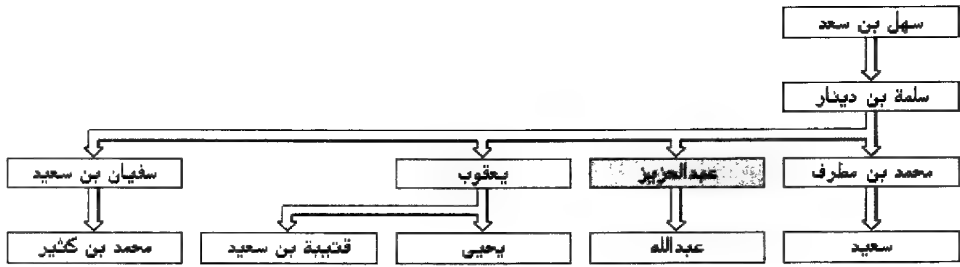 سهل بن سعد
سلمة بن دينار
محمد بن مطرف
عبدالعزيز
يعقوب
سفيان بن سعيد
سعيد
عبدالله
يحيى
قتيبة بن سعيد
محمد بن كثير